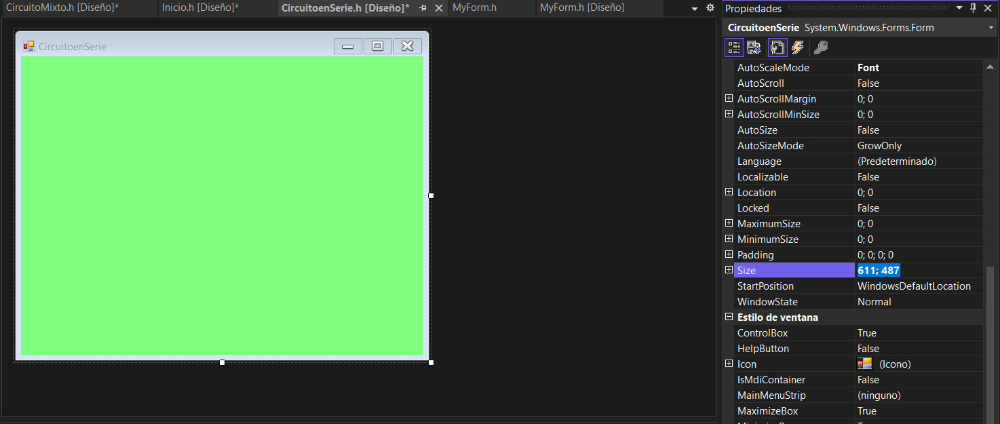 CircuitoMixto.h [Diseño]*
Inicio.h [Diseño]*
CircuitoenSerie.h [Diseño]*
MyForm.h
MyForm.h [Diseño]
CircuitoenSerie
Propiedades
CircuitoenSerie System.Windows.Forms.Form
AutoScaleMode Font
AutoScroll False
AutoScrollMargin 0; 0
AutoScrollMinSize 0; 0
AutoSize False
AutoSizeMode GrowOnly
Language (Predeterminado)
Localizable False
Location 0; 0
Locked False
MaximumSize 0; 0
MinimumSize 0; 0
Padding 0; 0; 0; 0
Size 611; 487
StartPosition WindowsDefaultLocation
WindowState Normal
Estilo de ventana
ControlBox True
HelpButton False
Icon (Icono)
IsMdiContainer False
MainMenuStrip (ninguno)
MaximizeBox True